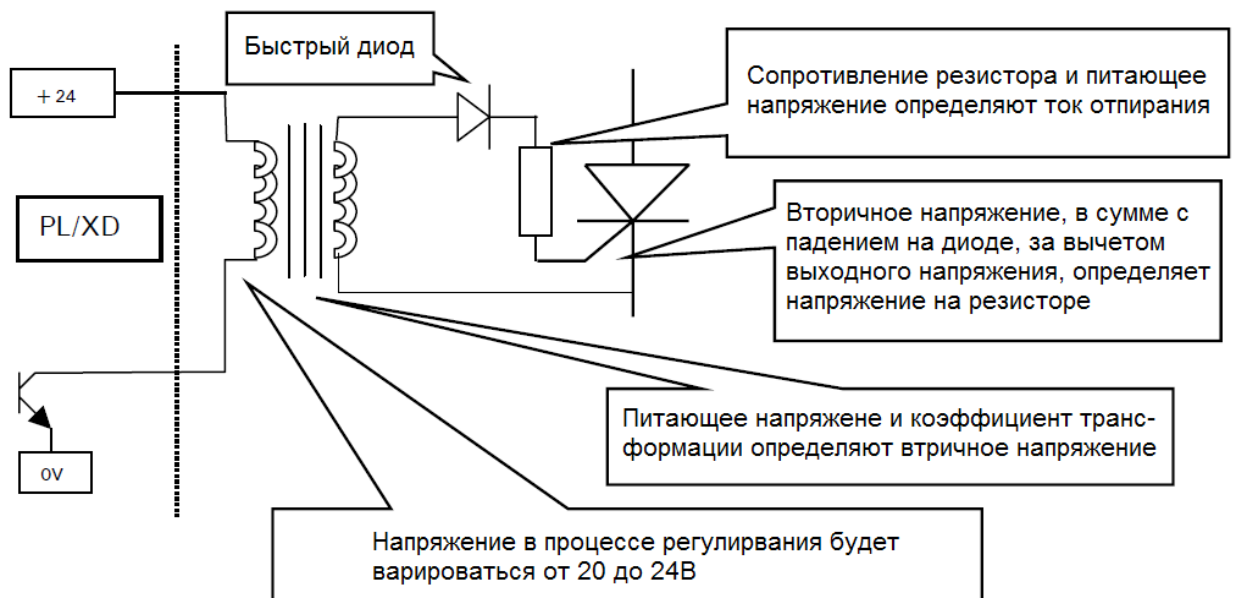 Быстрый диод
+ 24
Сопротивление резистора и питающее
напряжение определяют ток отпирания
PL/XD
Вторичное напряжение, в сумме с
падением на диоде, за вычетом
выходного напряжения, определяет
напряжение на резисторе
Питающее напряжене и коэффициент транс-
формации определяют втричное напряжение
0V
Напряжение в процессе регулирвания будет
варироваться от 20 до 24В